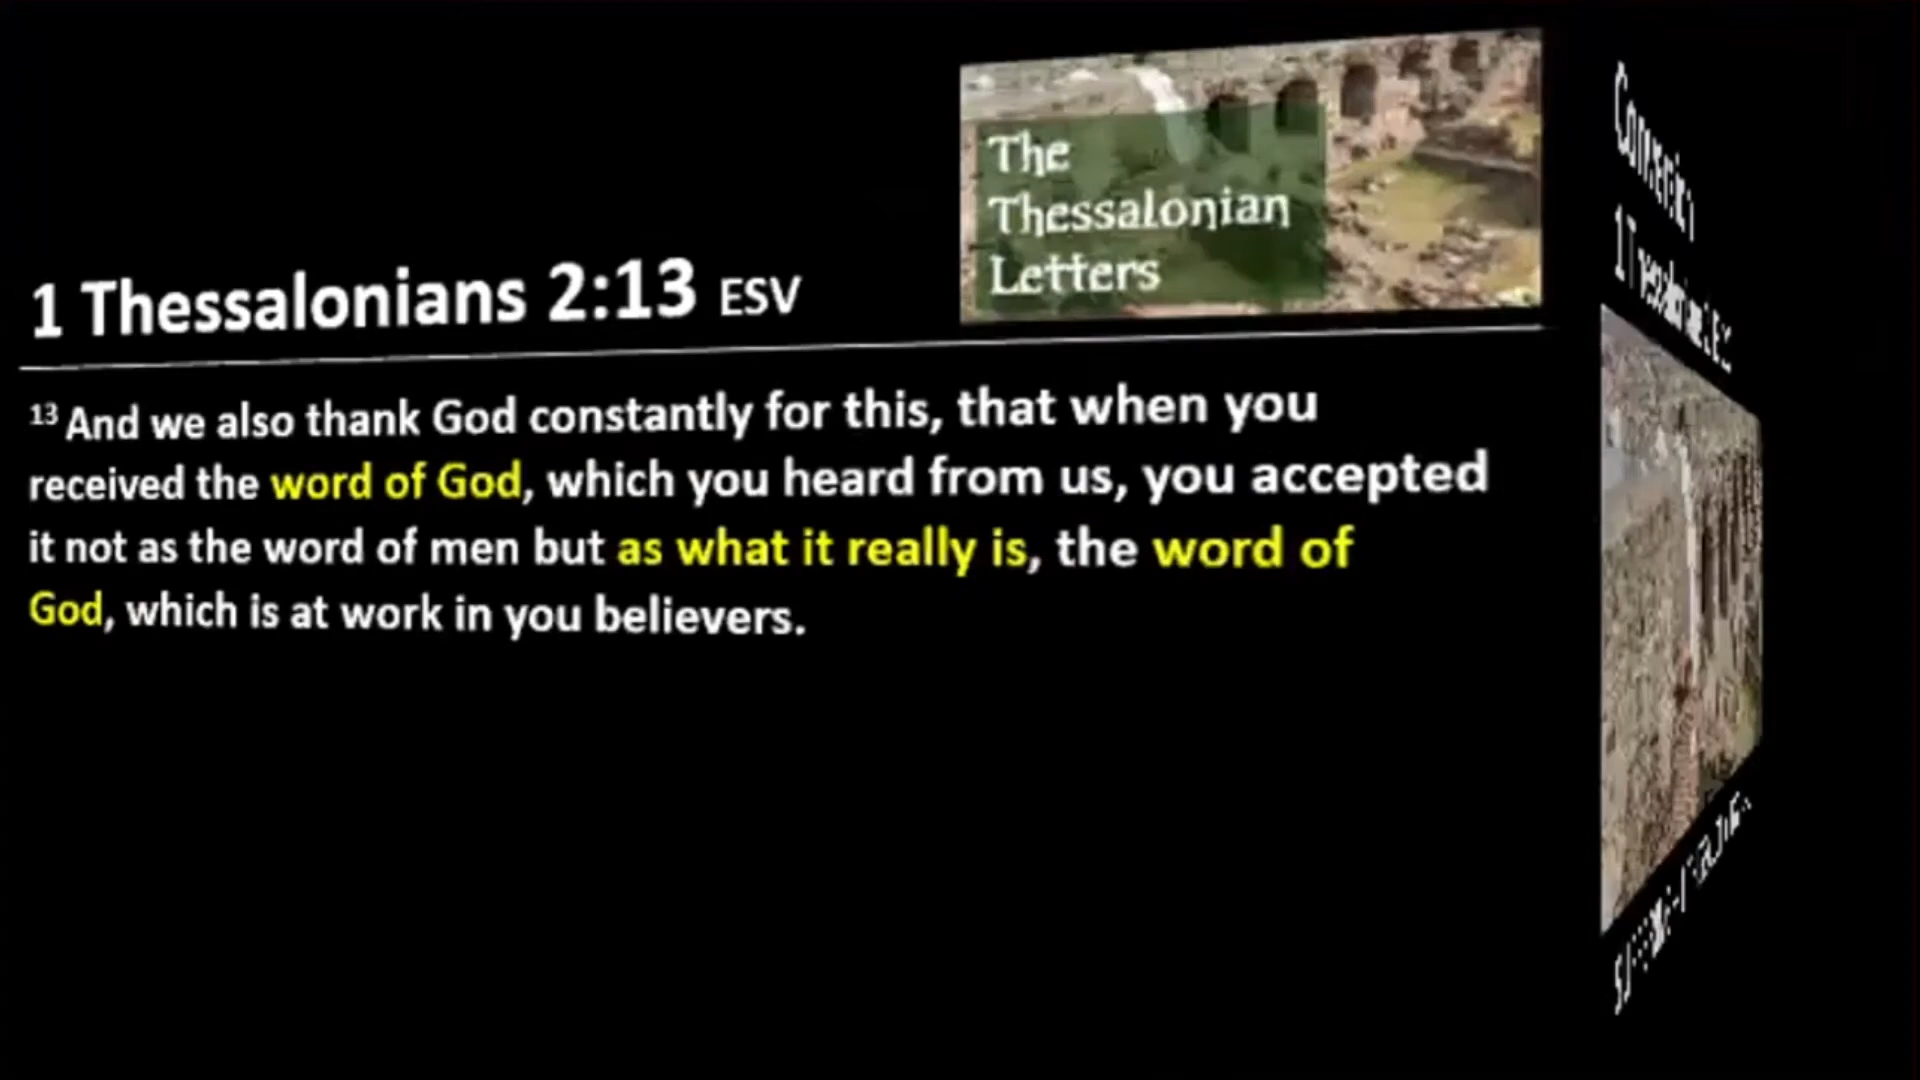 The
Thessalonian
Letters
1 Thessalonians 2:13 ESV
13 And we also thank God constantly for this, that when you
received the word of God, which you heard from us, you accepted
it not as the word of men but as what it really is, the word of
God, which is at work in you believers.